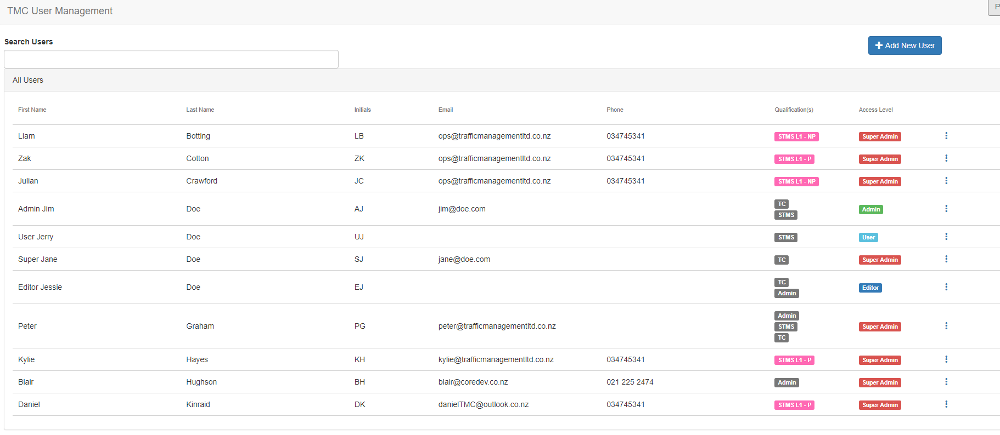 TMC User Management
P
Search Users
Add New User
All Users
First Name Last Name Initials Email Phone Qualification(s) Access Level
Liam Botting LB ops@trafficmanagementltd.co.nz 034745341 STMS L1 - NP Super Admin
Zak Cotton ZK ops@trafficmanagementltd.co.nz 034745341 STMS L1 - P Super Admin
Julian Crawford JC ops@trafficmanagementltd.co.nz 034745341 STMS L1 - NP Super Admin
Admin Jim Doe AJ jim@doe.com TC STMS Admin
User Jerry Doe UJ STMS User
Super Jane Doe SJ jane@doe.com TC Super Admin
Editor Jessie Doe EJ TC Admin Editor
Peter Graham PG peter@trafficmanagementltd.co.nz Admin STMS TC Super Admin
Kylie Hayes KH kylie@trafficmanagementltd.co.nz 034745341 STMS L1 - P Super Admin
Blair Hughson BH blair@coredev.co.nz 021 225 2474 Admin Super Admin
Daniel Kinraid DK danielTMC@outlook.co.nz 034745341 STMS L1 - P Super Admin